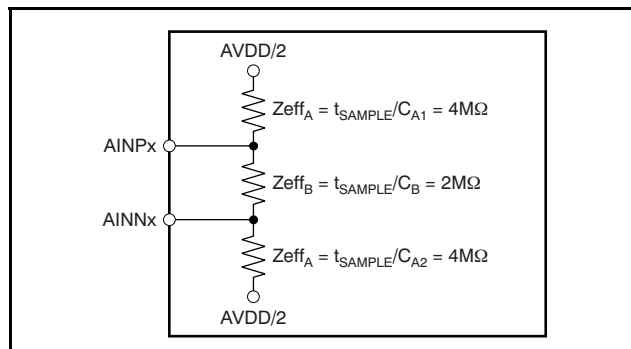 AVDD/2
Zeff_A = t_SAMPLE/C_A1 = 4MΩ
AINPx
Zeff_B = t_SAMPLE/C_B = 2MΩ
AINNx
Zeff_A = t_SAMPLE/C_A2 = 4MΩ
AVDD/2